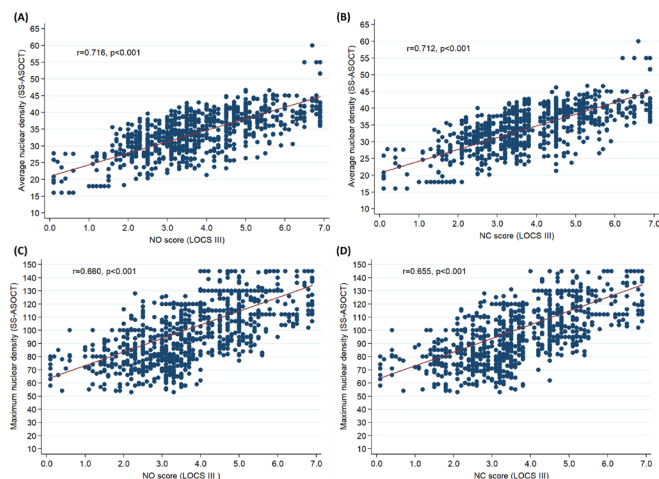 (A)
r=0.716, p<0.001
Average nuclear density (SS-ASOCT)
65
60
55
50
45
40
35
30
25
20
15
10
0.0 1.0 2.0 3.0 4.0 5.0 6.0 7.0
NO score (LOCS III)
(B)
r=0.712, p<0.001
Average nuclear density (SS-ASOCT)
65
60
55
50
45
40
35
30
25
20
15
10
0.0 1.0 2.0 3.0 4.0 5.0 6.0 7.0
NC score (LOCS III)
(C)
r=0.660, p<0.001
Maximum nuclear density (SS-ASOCT)
150
140
130
120
110
100
90
80
70
60
50
40
30
20
10
0.0 1.0 2.0 3.0 4.0 5.0 6.0 7.0
NO score (LOCS III )
(D)
r=0.655, p<0.001
Maximum nuclear density (SS-ASOCT)
150
140
130
120
110
100
90
80
70
60
50
40
30
20
10
0.0 1.0 2.0 3.0 4.0 5.0 6.0 7.0
NC score (LOCS III)